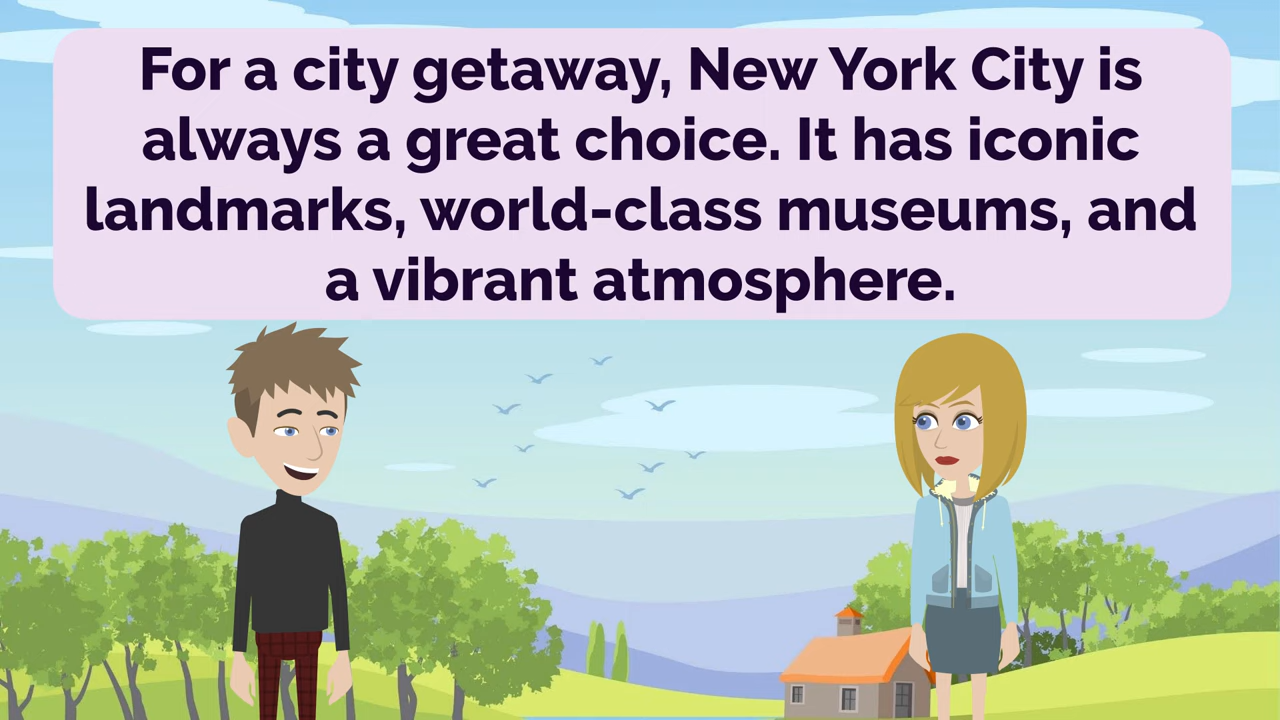 For a city getaway, New York City is
always a great choice. It has iconic
landmarks, world-class museums, and
a vibrant atmosphere.